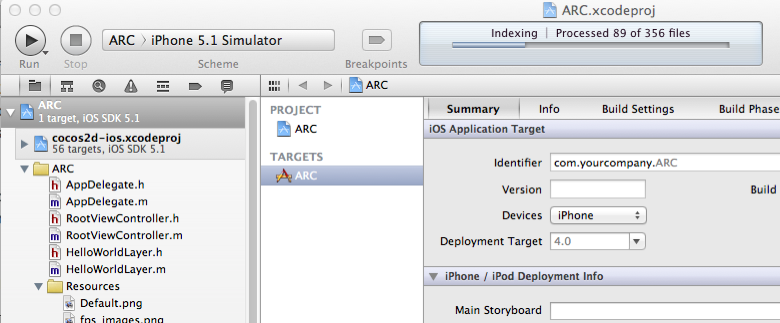 ARC.xcodeproj
Run
Stop
ARC iPhone 5.1 Simulator
Scheme
Breakpoints
Indexing | Processed 89 of 356 files
ARC
ARC
1 target, iOS SDK 5.1
cocos2d-ios.xcodeproj
56 targets, iOS SDK 5.1
ARC
h AppDelegate.h
m AppDelegate.m
h RootViewController.h
m RootViewController.m
h HelloWorldLayer.h
m HelloWorldLayer.m
Resources
Default.png
fps_images.png
PROJECT
ARC
TARGETS
ARC
Summary Info Build Settings Build Phase
iOS Application Target
Identifier com.yourcompany.ARC
Version Build
Devices iPhone
Deployment Target 4.0
iPhone / iPod Deployment Info
Main Storyboard